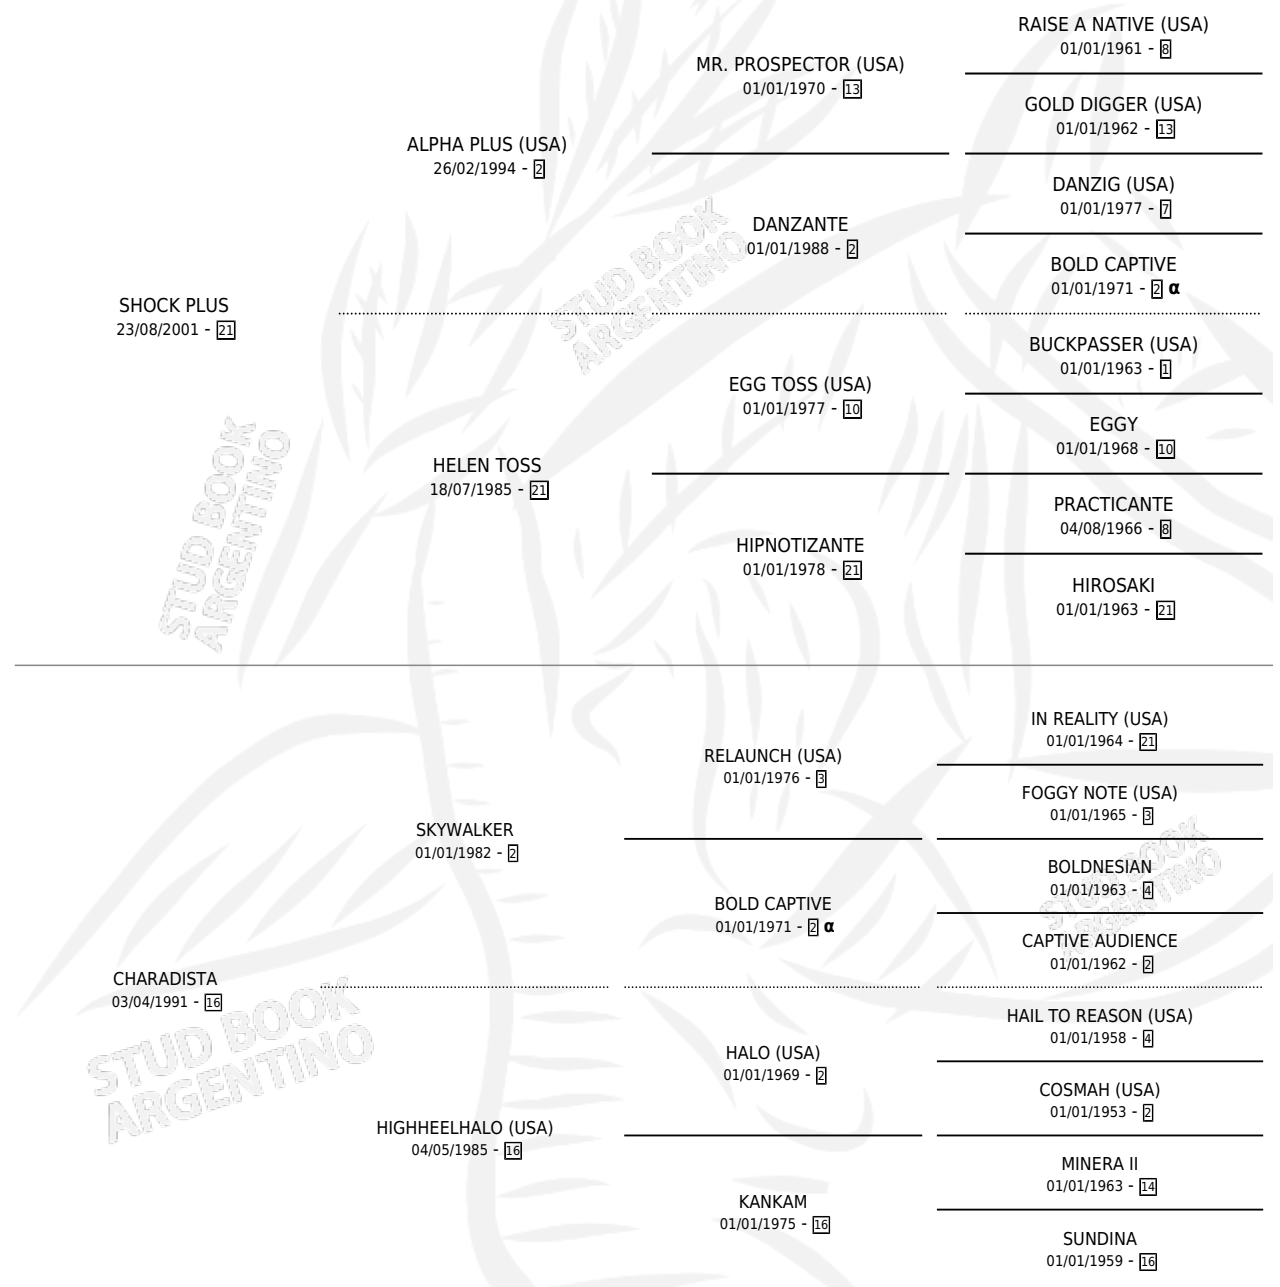 RAISE A NATIVE (USA)
01/01/1961 - 8
MR. PROSPECTOR (USA)
01/01/1970 - 13
GOLD DIGGER (USA)
01/01/1962 - 13
ALPHA PLUS (USA)
26/02/1994 - 2
DANZIG (USA)
01/01/1977 - 7
DANZANTE
01/01/1988 - 2
BOLD CAPTIVE
01/01/1971 - 2 α
SHOCK PLUS
23/08/2001 - 21
BUCKPASSER (USA)
01/01/1963 - 1
EGG TOSS (USA)
01/01/1977 - 10
EGGY
01/01/1968 - 10
HELEN TOSS
18/07/1985 - 21
PRACTICANTE
04/08/1966 - 8
HIPNOTIZANTE
01/01/1978 - 21
HIROSAKI
01/01/1963 - 21
STUD BOOK
ARGENTINO
STUD BOOK
ARGENTINO
IN REALITY (USA)
01/01/1964 - 21
RELAUNCH (USA)
01/01/1976 - 3
FOGGY NOTE (USA)
01/01/1965 - 3
SKYWALKER
01/01/1982 - 2
BOLDNESIAN
01/01/1963 - 4
BOLD CAPTIVE
01/01/1971 - 2 α
CAPTIVE AUDIENCE
01/01/1962 - 2
CHARADISTA
03/04/1991 - 16
HAIL TO REASON (USA)
01/01/1958 - 4
HALO (USA)
01/01/1969 - 2
COSMAH (USA)
01/01/1953 - 2
HIGHHEELHALO (USA)
04/05/1985 - 16
MINERA II
01/01/1963 - 14
KANKAM
01/01/1975 - 16
SUNDINA
01/01/1959 - 16
STUD BOOK
ARGENTINO
STUD BOOK
ARGENTINO